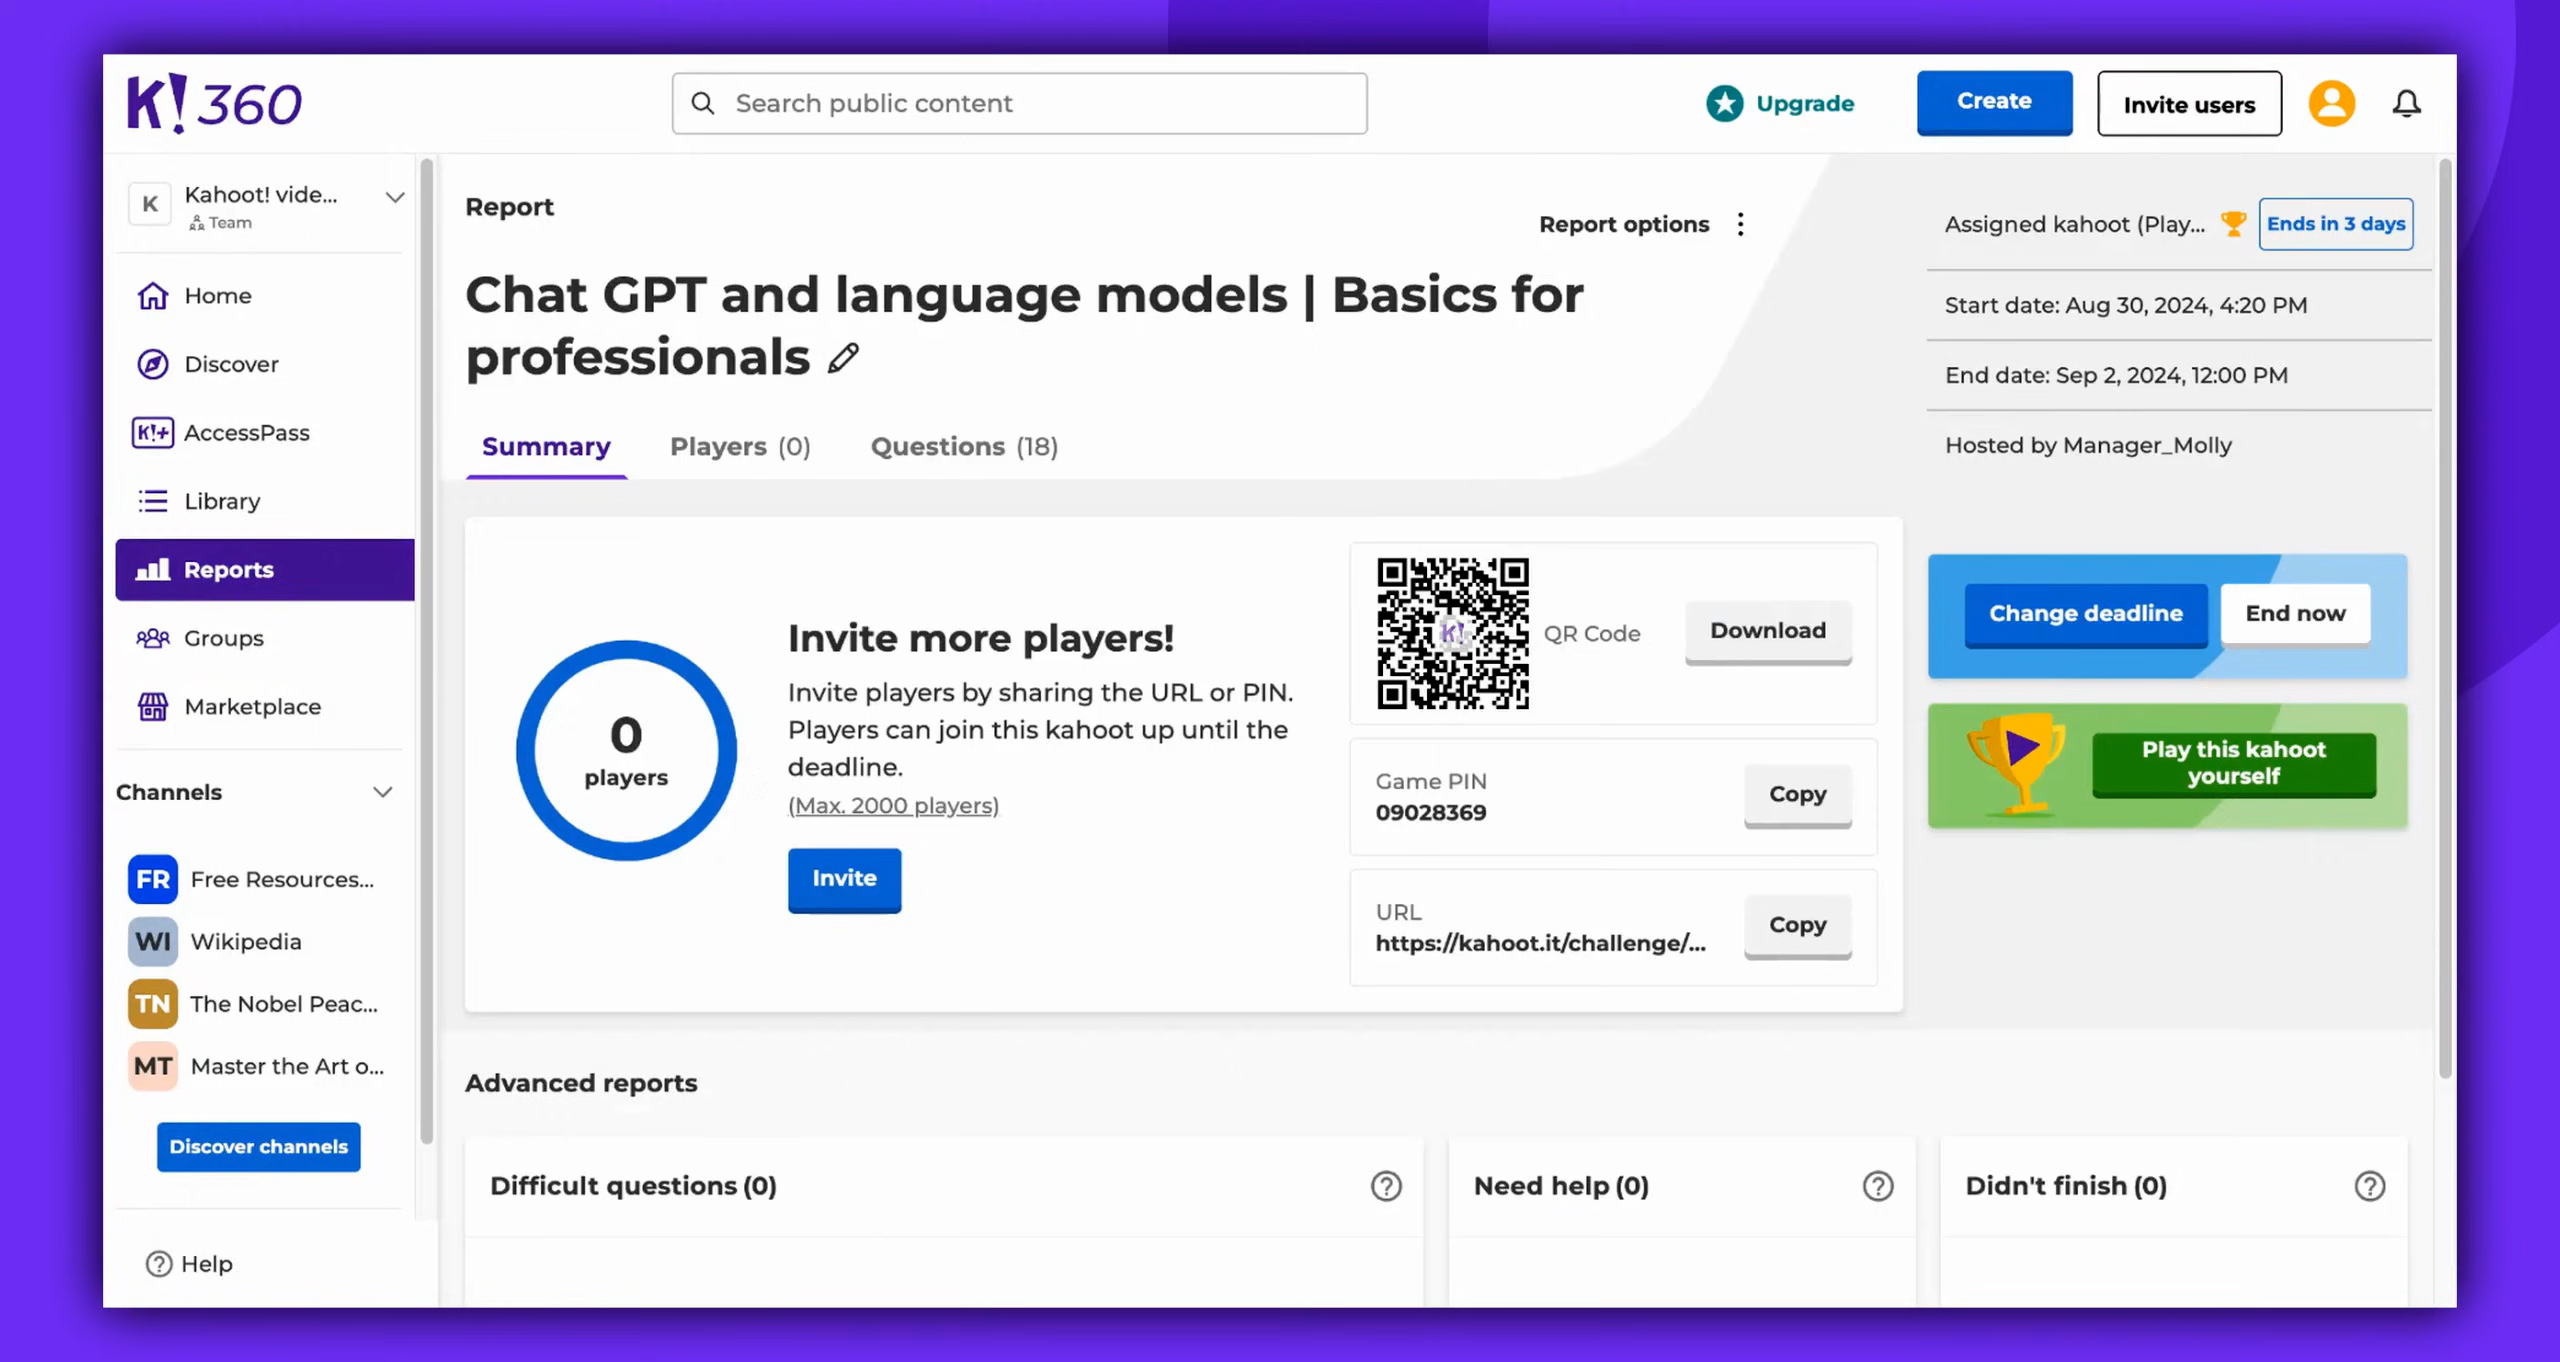 K! 360
Search public content
Upgrade
Create
Invite users
K
Kahoot! vide...
Team
Home
Discover
K!+ AccessPass
Library
Reports
Groups
Marketplace
Channels
FR Free Resources...
WI Wikipedia
TN The Nobel Peac...
MT Master the Art o...
Discover channels
Help
Report
Report options
Chat GPT and language models | Basics for
professionals
Summary
Players (0)
Questions (18)
Assigned kahoot (Play...
Ends in 3 days
Start date: Aug 30, 2024, 4:20 PM
End date: Sep 2, 2024, 12:00 PM
Hosted by Manager_Molly
0
players
Invite more players!
Invite players by sharing the URL or PIN.
Players can join this kahoot up until the
deadline.
(Max. 2000 players)
Invite
K!
QR Code
Download
Game PIN
09028369
Copy
URL
https://kahoot.it/challenge/...
Copy
Change deadline
End now
Play this kahoot
yourself
Advanced reports
Difficult questions (0)
Need help (0)
Didn't finish (0)